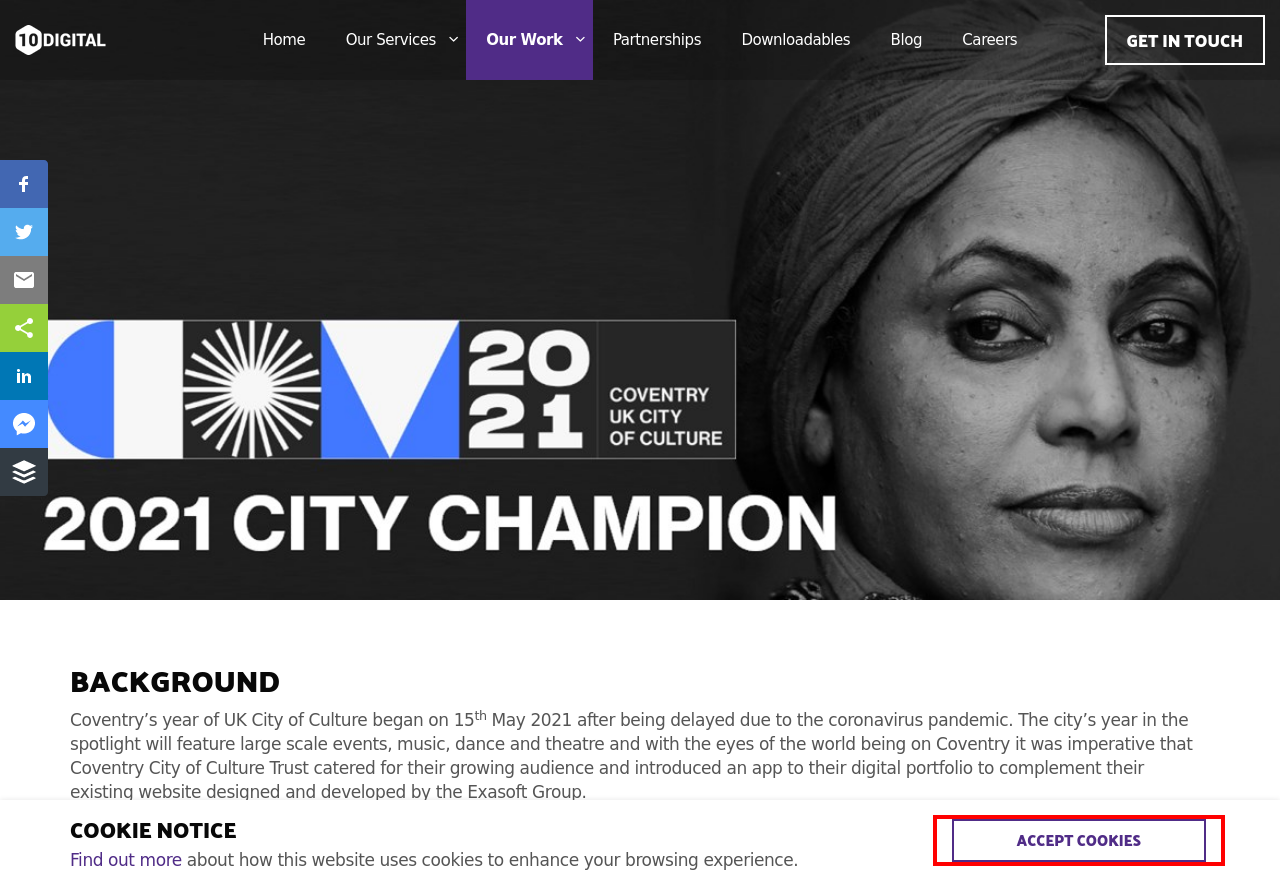 10DIGITAL
Home
Our Services
Our Work
Partnerships
Downloadables
Blog
Careers
GET IN TOUCH
20
21
COVENTRY
UK CITY
OF CULTURE
2021 CITY CHAMPION
BACKGROUND
Coventry’s year of UK City of Culture began on 15th May 2021 after being delayed due to the coronavirus pandemic. The city’s year in the
spotlight will feature large scale events, music, dance and theatre and with the eyes of the world being on Coventry it was imperative that
Coventry City of Culture Trust catered for their growing audience and introduced an app to their digital portfolio to complement their
existing website designed and developed by the Exasoft Group.
COOKIE NOTICE
Find out more about how this website uses cookies to enhance your browsing experience.
ACCEPT COOKIES